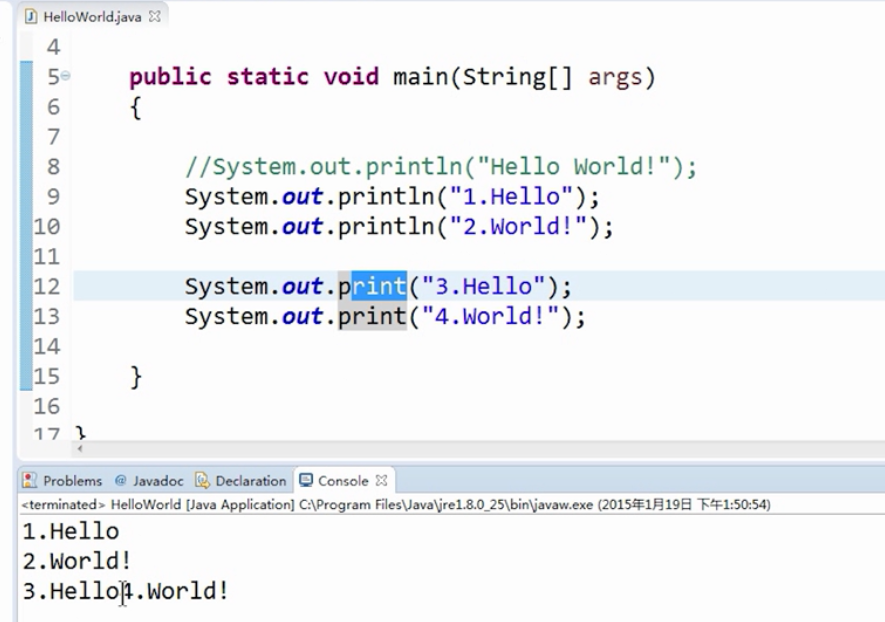 HelloWorld.java
4
5 public static void main(String[] args)
6 {
7
8 //System.out.println("Hello World!");
9 System.out.println("1.Hello");
10 System.out.println("2.World!");
11
12 System.out.print("3.Hello");
13 System.out.print("4.World!");
14
15 }
16
17 }
Problems @ Javadoc Declaration Console
<terminated> HelloWorld [Java Application] C:\Program Files\Java\jre1.8.0_25\bin\javaw.exe (2015年1月19日 下午1:50:54)
1.Hello
2.World!
3.Hello4.World!